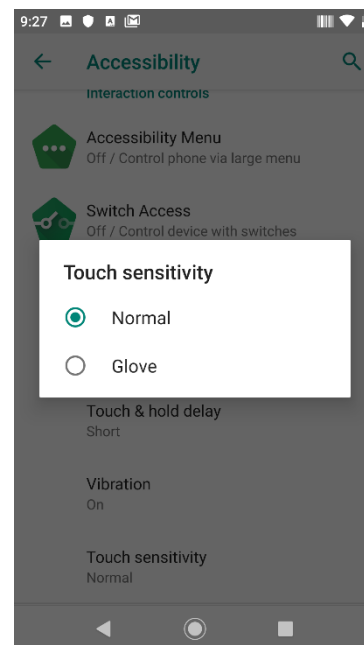 9:27
Accessibility
Interaction controls
Accessibility Menu
Off / Control phone via large menu
Switch Access
Off / Control device with switches
Touch sensitivity
Normal
Glove
Touch & hold delay
Short
Vibration
On
Touch sensitivity
Normal